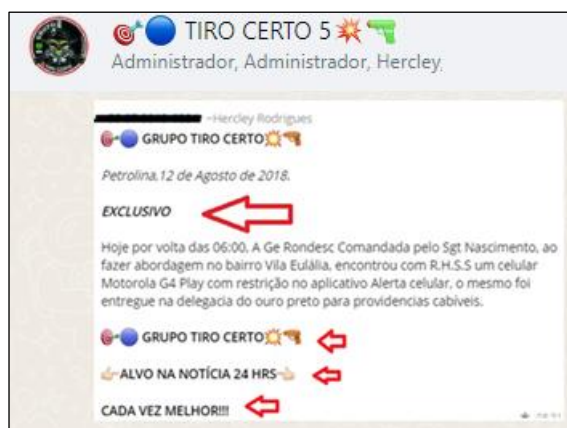 TIRO CERTO 5
Administrador, Administrador, Hercley,
~Hercley Rodrigues
GRUPO TIRO CERTO
Petrolina,12 de Agosto de 2018.
EXCLUSIVO
Hoje por volta das 06:00, A Ge Rondesc Comandada pelo Sgt Nascimento, ao
fazer abordagem no bairro Vila Eulália, encontrou com R.H.S.S um celular
Motorola G4 Play com restrição no aplicativo Alerta celular, o mesmo foi
entregue na delegacia do ouro preto para providencias cabíveis.
GRUPO TIRO CERTO
ALVO NA NOTÍCIA 24 HRS
CADA VEZ MELHOR!!!